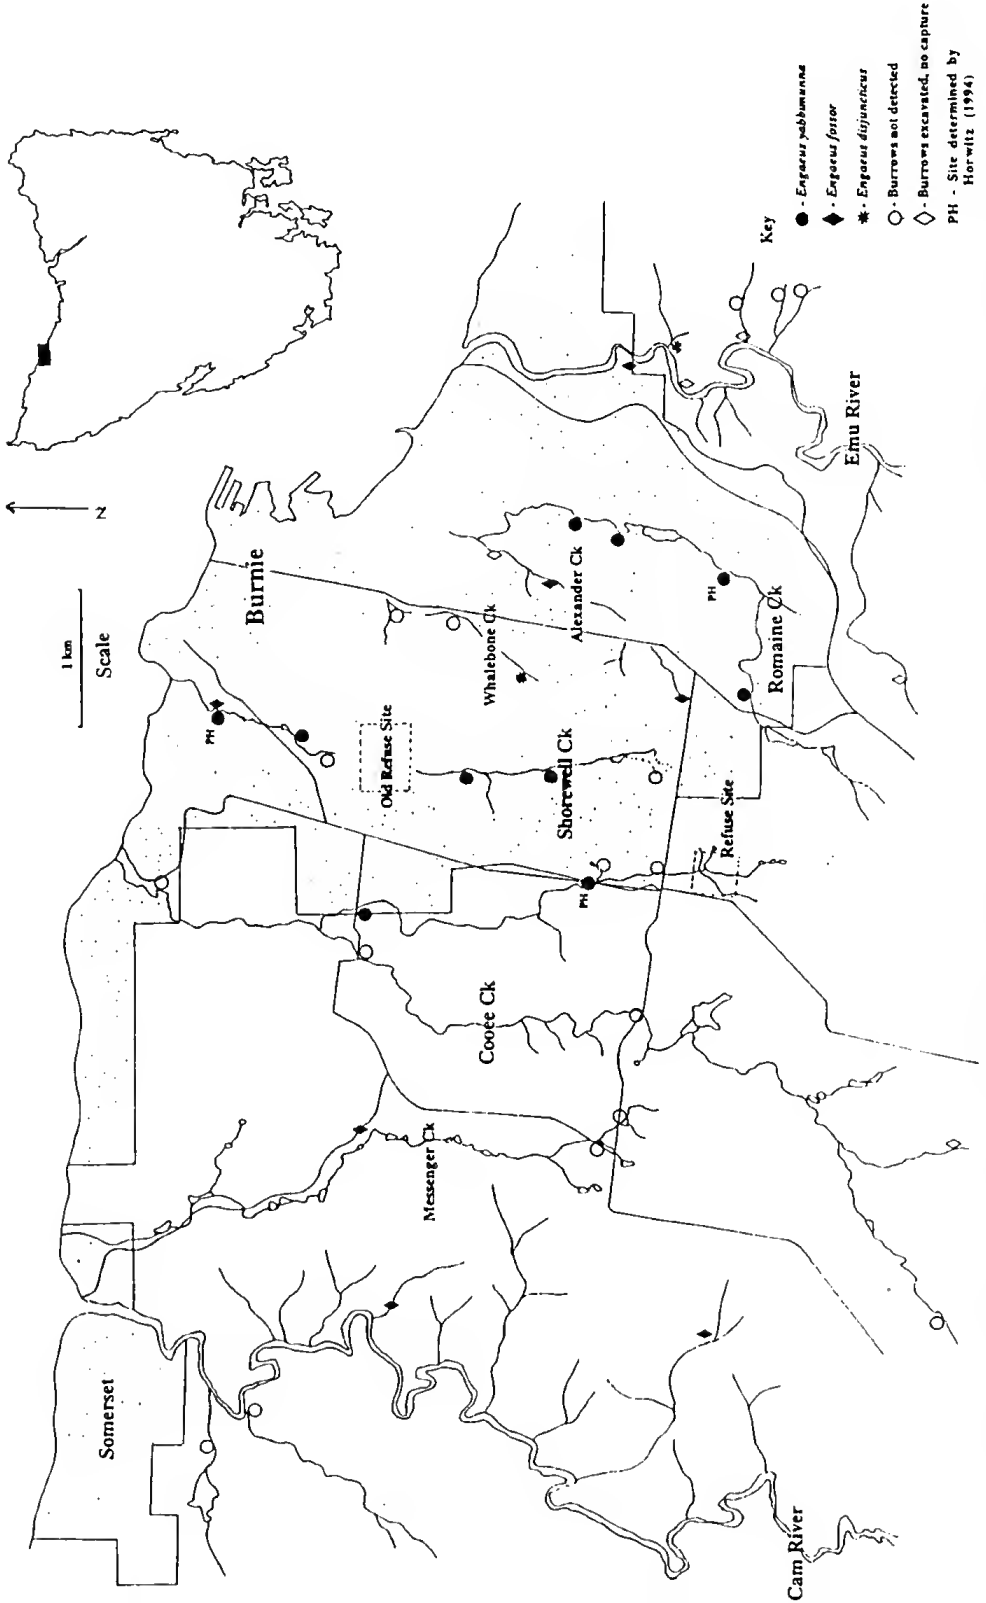 N
1 km
Scale
Somerset
Burnie
PH
Old Refuse Site
Whalebone Ck
Alexander Ck
Shorewell Ck
PH
Romaine Ck
PH
Refuse Site
Cooee Ck
Messenger Ck
Cam River
Emu River
Key
- Engaeus yabbimunna
- Engaeus fossor
- Engaeus disjuncticus
- Burrows not detected
- Burrows excavated, no capture
PH - Site determined by
Horwitz (1994)